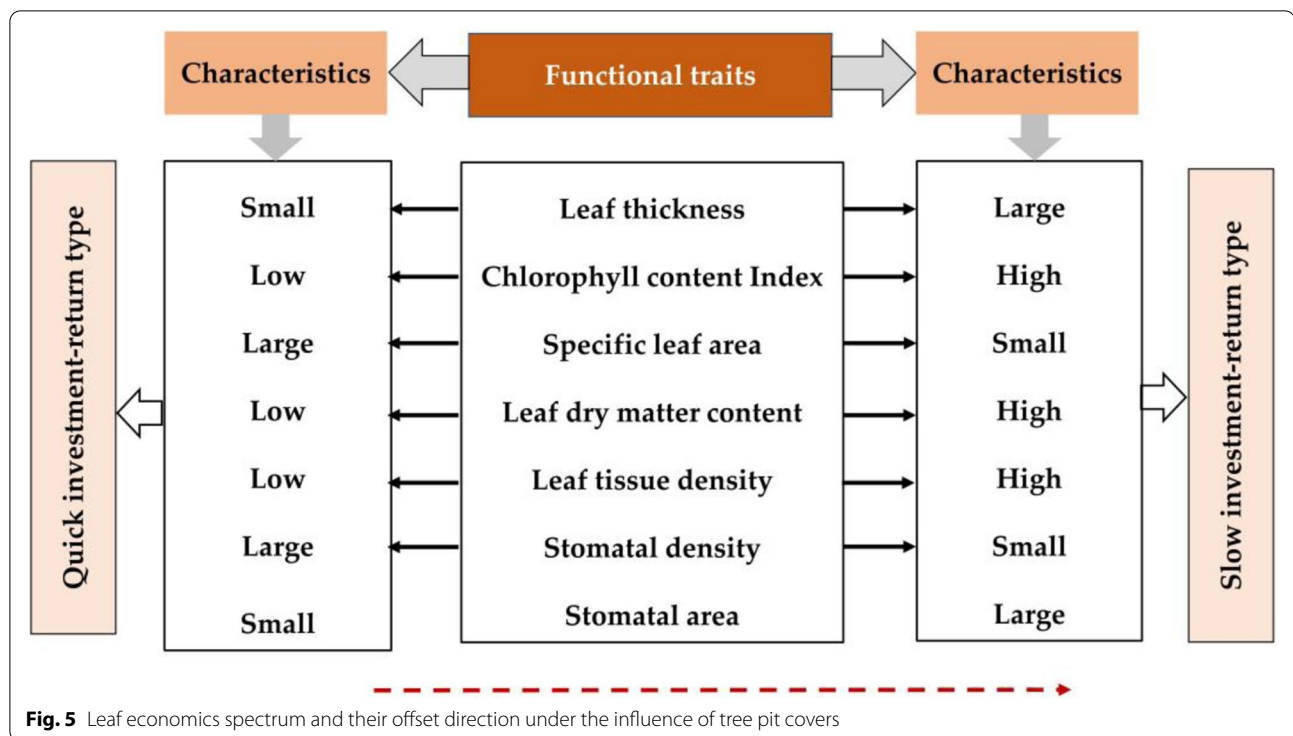 Characteristics
Functional traits
Characteristics
Quick investment-return type
Small
Leaf thickness
Large
Low
Chlorophyll content Index
High
Large
Specific leaf area
Small
Low
Leaf dry matter content
High
Low
Leaf tissue density
High
Large
Stomatal density
Small
Small
Stomatal area
Large
Slow investment-return type
Fig. 5 Leaf economics spectrum and their offset direction under the influence of tree pit covers